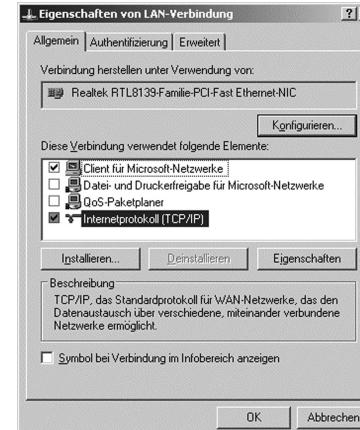 Eigenschaften von LAN-Verbindung
Allgemein Authentifizierung Erweitert
Verbindung herstellen unter Verwendung von:
Realtek RTL8139-Familie-PCI-Fast Ethernet-NIC
Konfigurieren...
Diese Verbindung verwendet folgende Elemente:
Client für Microsoft-Netzwerke
Datei- und Druckerfreigabe für Microsoft-Netzwerke
QoS-Paketplaner
Internetprotokoll (TCP/IP)
Installieren... Deinstallieren Eigenschaften
Beschreibung
TCP/IP, das Standardprotokoll für WAN-Netzwerke, das den
Datenaustausch über verschiedene, miteinander verbundene
Netzwerke ermöglicht.
Symbol bei Verbindung im Infobereich anzeigen
OK Abbrechen